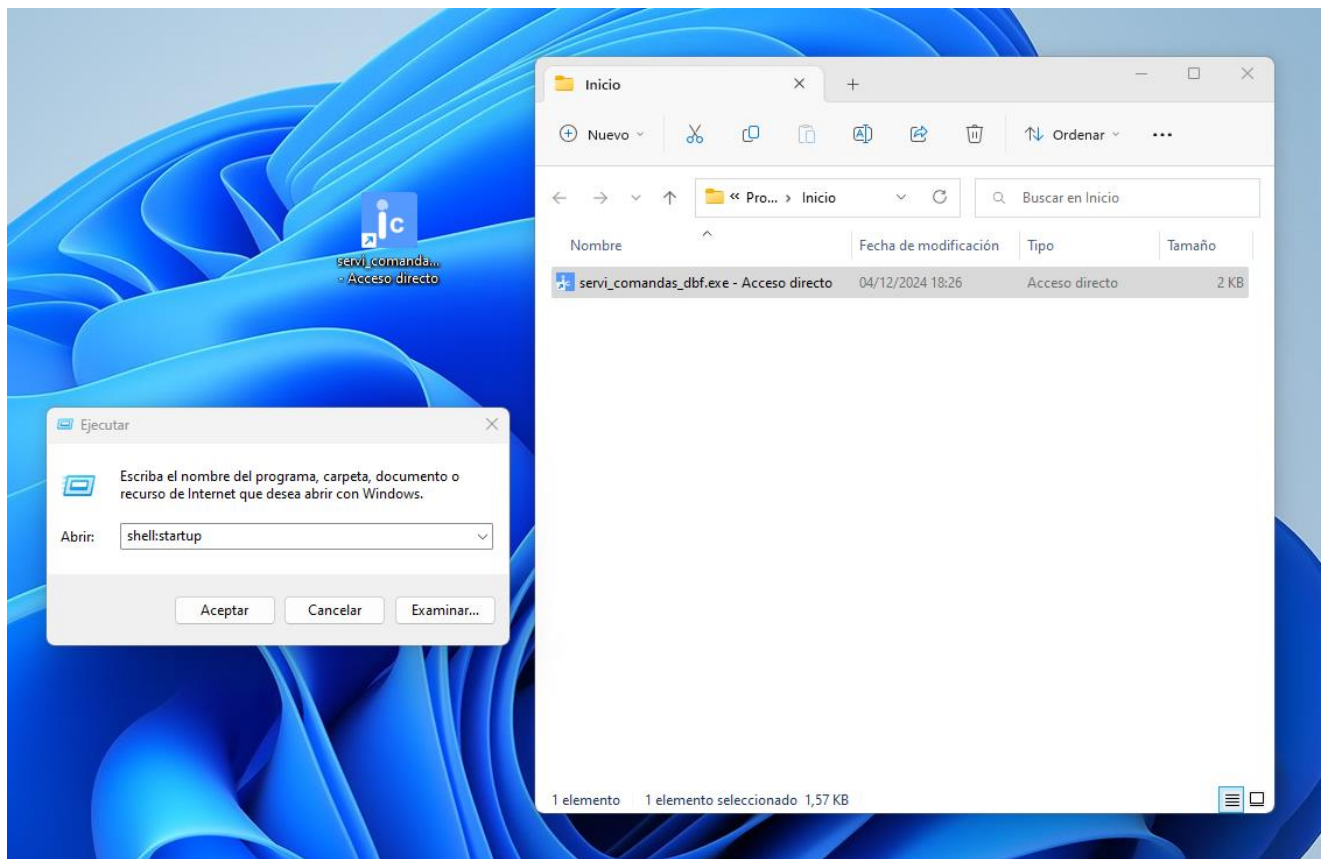 Inicio
Nuevo
Ordenar
« Pro... › Inicio
Buscar en Inicio
Nombre
Fecha de modificación
Tipo
Tamaño
servi_comandas_dbf.exe - Acceso directo
04/12/2024 18:26
Acceso directo
2 KB
1 elemento
1 elemento seleccionado 1,57 KB
jc
servi_comanda...
- Acceso directo
Ejecutar
Escriba el nombre del programa, carpeta, documento o
recurso de Internet que desea abrir con Windows.
Abrir:
shell:startup
Aceptar
Cancelar
Examinar...